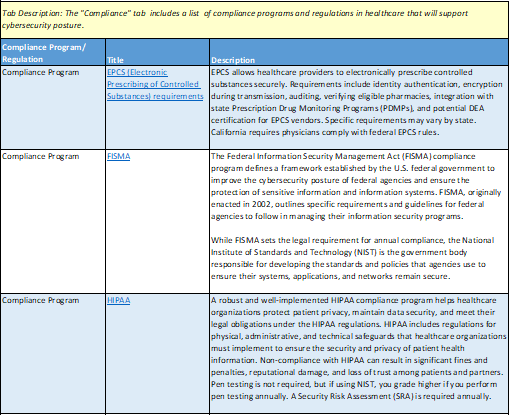 Tab Description: The "Compliance" tab includes a list of compliance programs and regulations in healthcare that will support
cybersecurity posture.
Compliance Program/
Regulation
Title
Description
Compliance Program
EPCS (Electronic
Prescribing of Controlled
Substances) requirements
EPCS allows healthcare providers to electronically prescribe controlled
substances securely. Requirements include identity authentication, encryption
during transmission, auditing, verifying eligible pharmacies, integration with
state Prescription Drug Monitoring Programs (PDMPs), and potential DEA
certification for EPCS vendors. Specific requirements may vary by state.
California requires physicians comply with federal EPCS rules.
Compliance Program
FISMA
The Federal Information Security Management Act (FISMA) compliance
program defines a framework established by the U.S. federal government to
improve the cybersecurity posture of federal agencies and ensure the
protection of sensitive information and information systems. FISMA, originally
enacted in 2002, outlines specific requirements and guidelines for federal
agencies to follow in managing their information security programs.
While FISMA sets the legal requirement for annual compliance, the National
Institute of Standards and Technology (NIST) is the government body
responsible for developing the standards and policies that agencies use to
ensure their systems, applications, and networks remain secure.
Compliance Program
HIPAA
A robust and well-implemented HIPAA compliance program helps healthcare
organizations protect patient privacy, maintain data security, and meet their
legal obligations under the HIPAA regulations. HIPAA includes regulations for
physical, administrative, and technical safeguards that healthcare organizations
must implement to ensure the security and privacy of patient health
information. Non-compliance with HIPAA can result in significant fines and
penalties, reputational damage, and loss of trust among patients and partners.
Pen testing is not required, but if using NIST, you grade higher if you perform
pen testing annually. A Security Risk Assessment (SRA) is required annually.